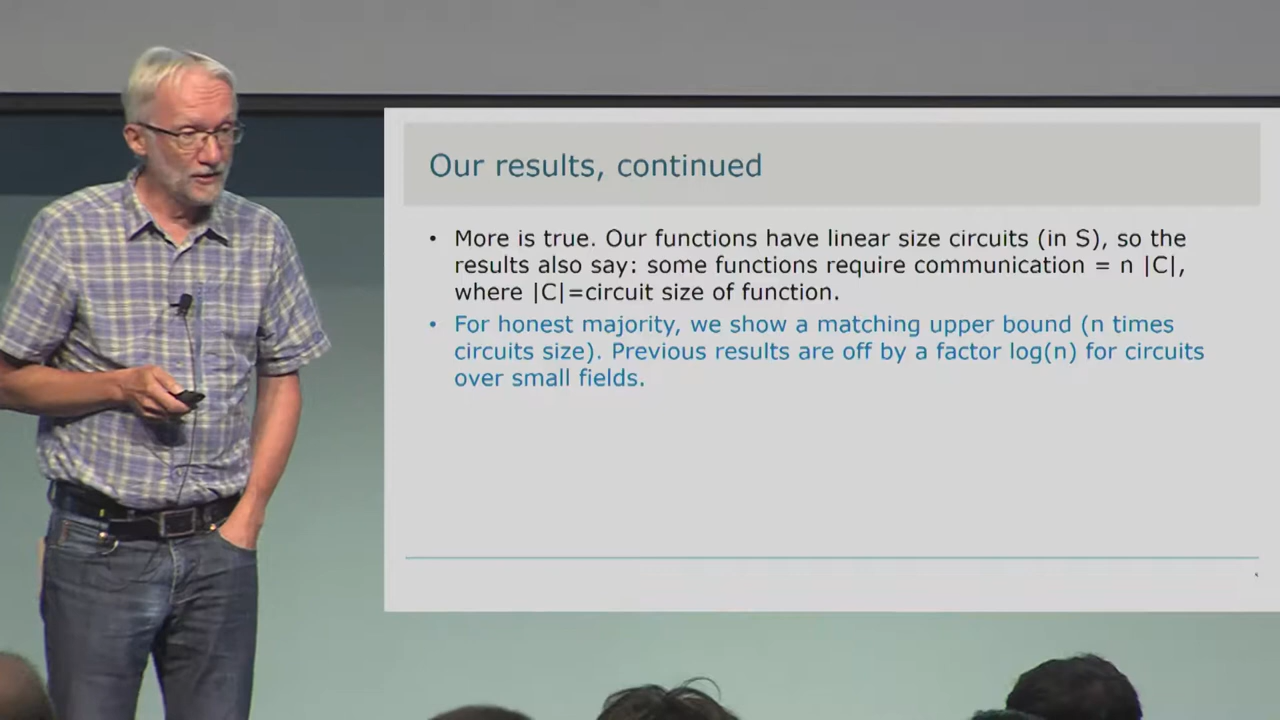 Our results, continued
• More is true. Our functions have linear size circuits (in S), so the
results also say: some functions require communication = n |C|,
where |C|=circuit size of function.
• For honest majority, we show a matching upper bound (n times
circuits size). Previous results are off by a factor log(n) for circuits
over small fields.